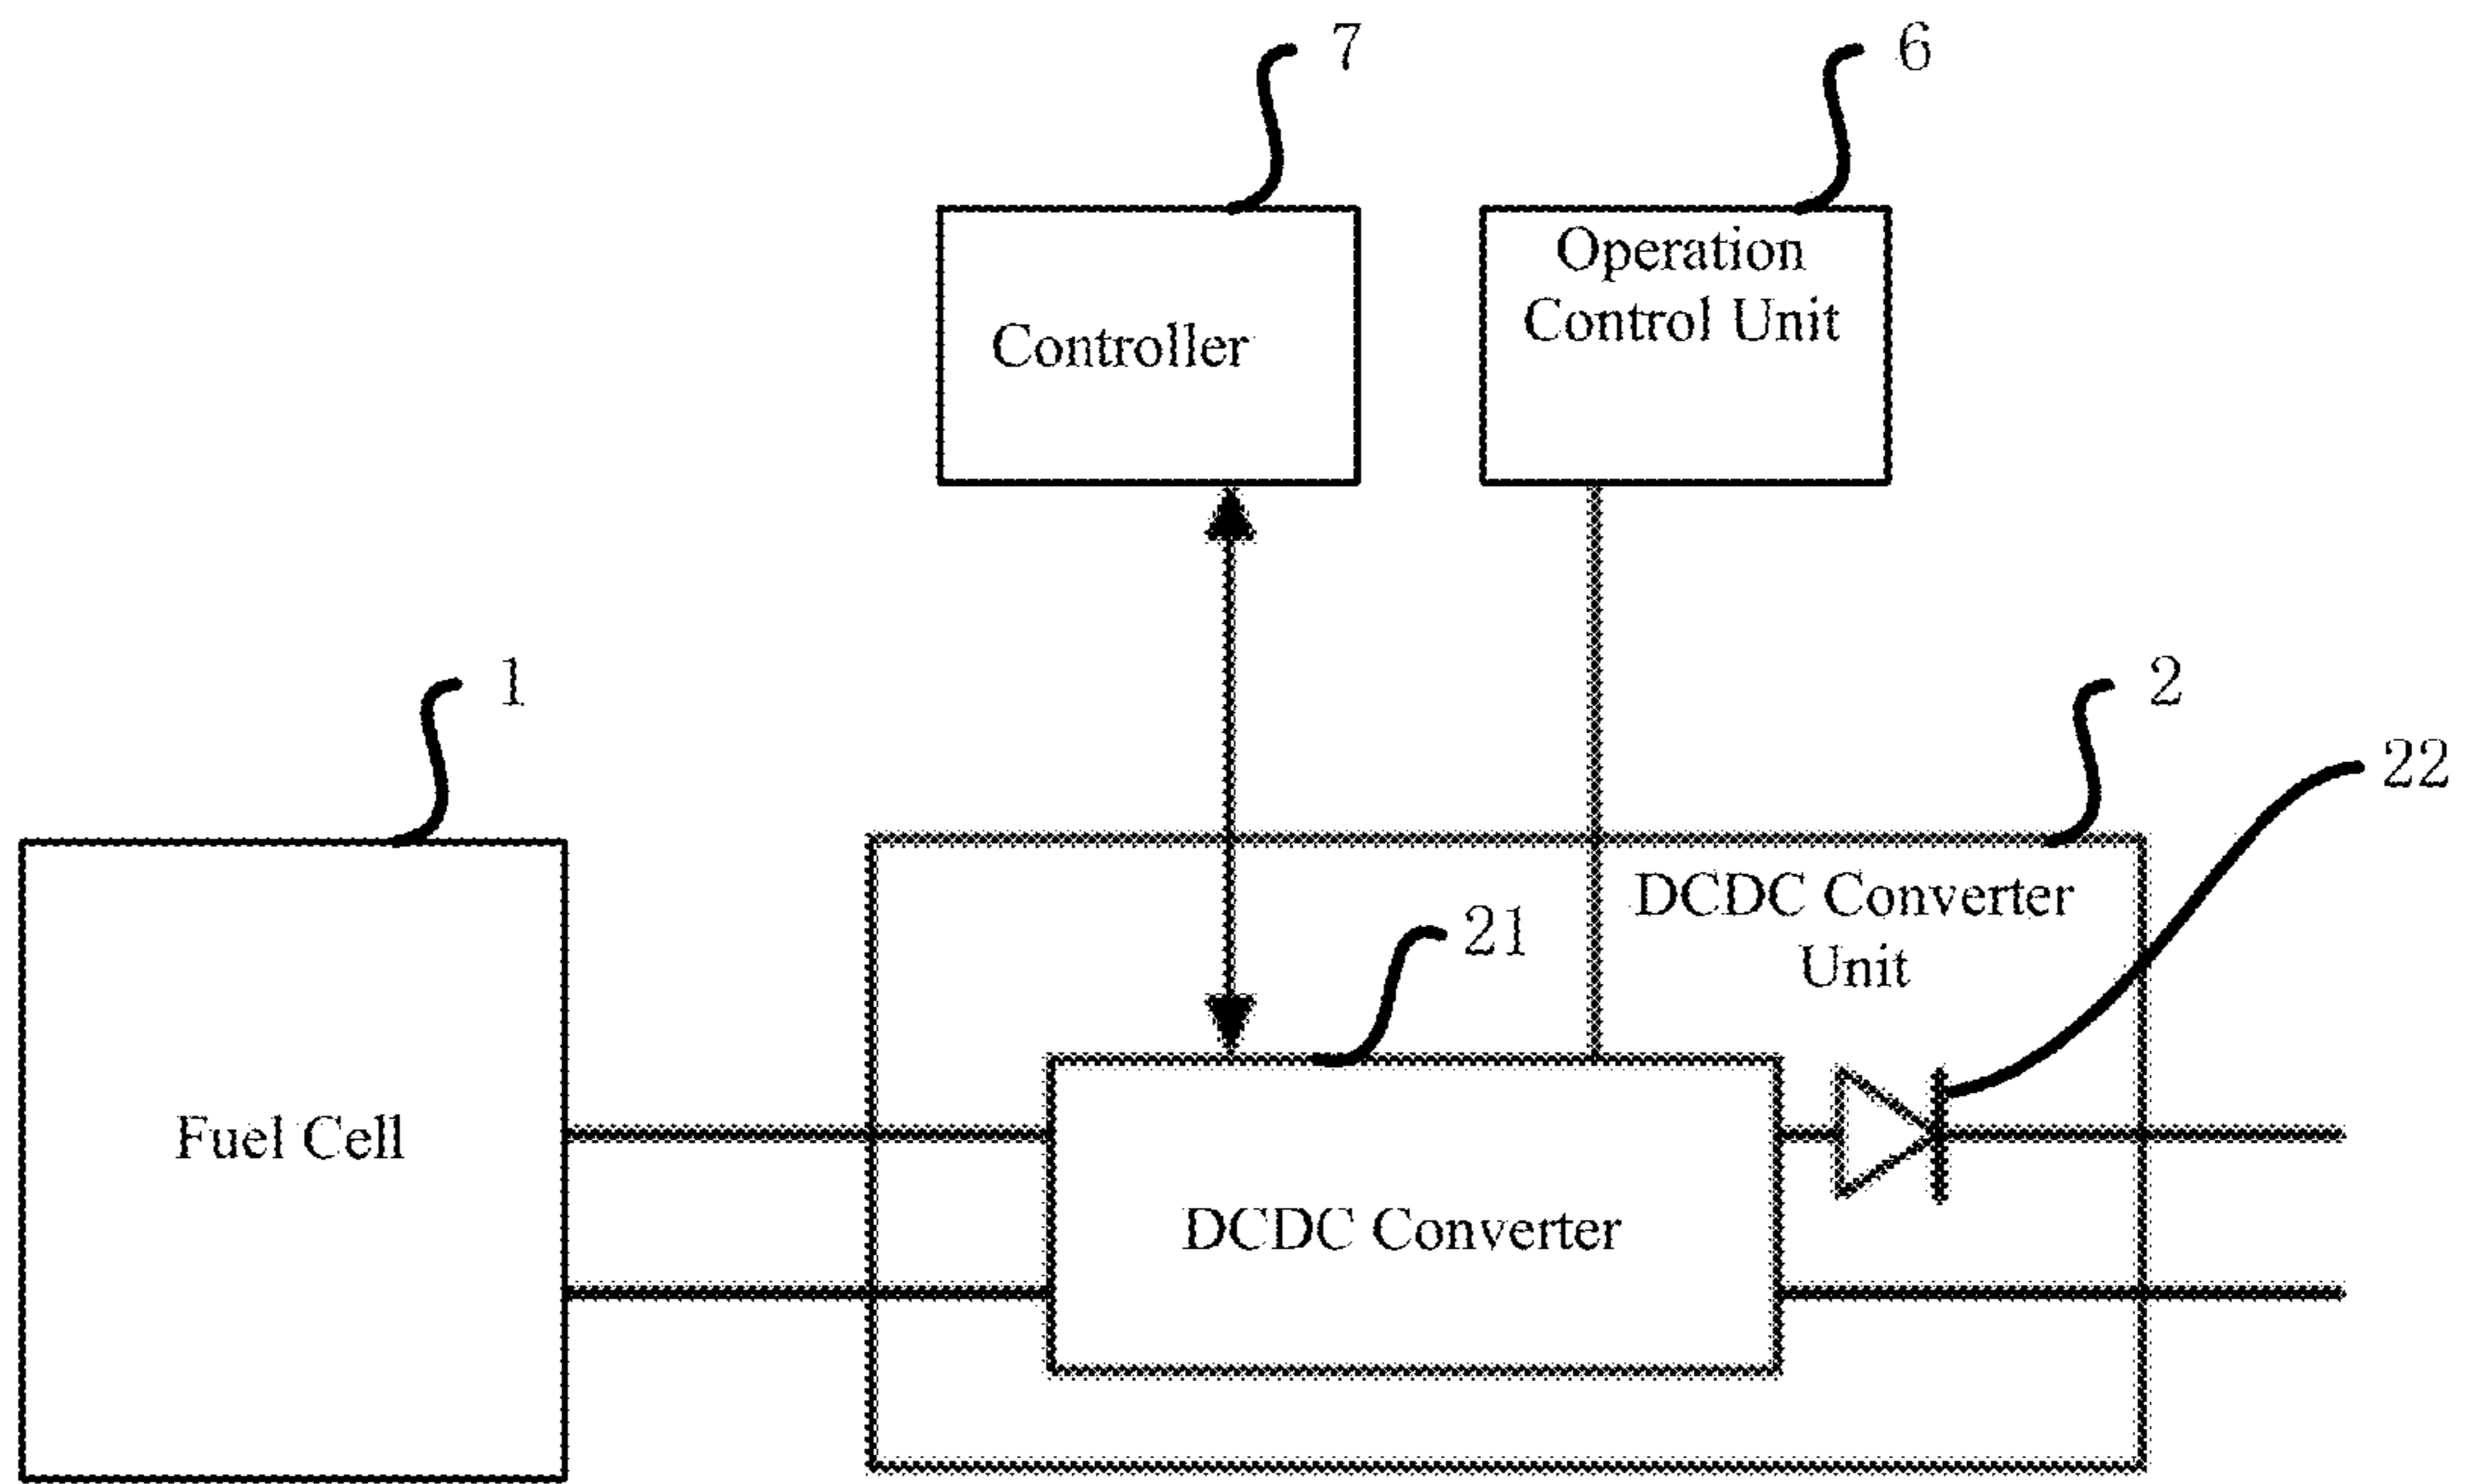 7
6
Operation
Control Unit
Controller
1
2
22
DCDC Converter
Unit
21
Fuel Cell
DCDC Converter